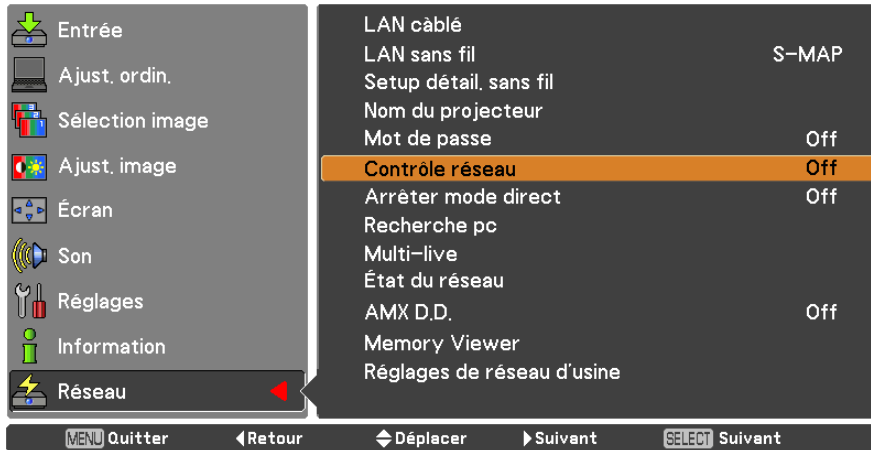 Entrée
Ajust. ordin.
Sélection image
Ajust. image
Écran
Son
Réglages
Information
Réseau
LAN càblé
LAN sans fil S-MAP
Setup détail. sans fil
Nom du projecteur
Mot de passe Off
Contrôle réseau Off
Arrêter mode direct Off
Recherche pc
Multi-live
État du réseau
AMX D.D. Off
Memory Viewer
Réglages de réseau d'usine
MENU Quitter Retour Déplacer Suivant SELECT Suivant